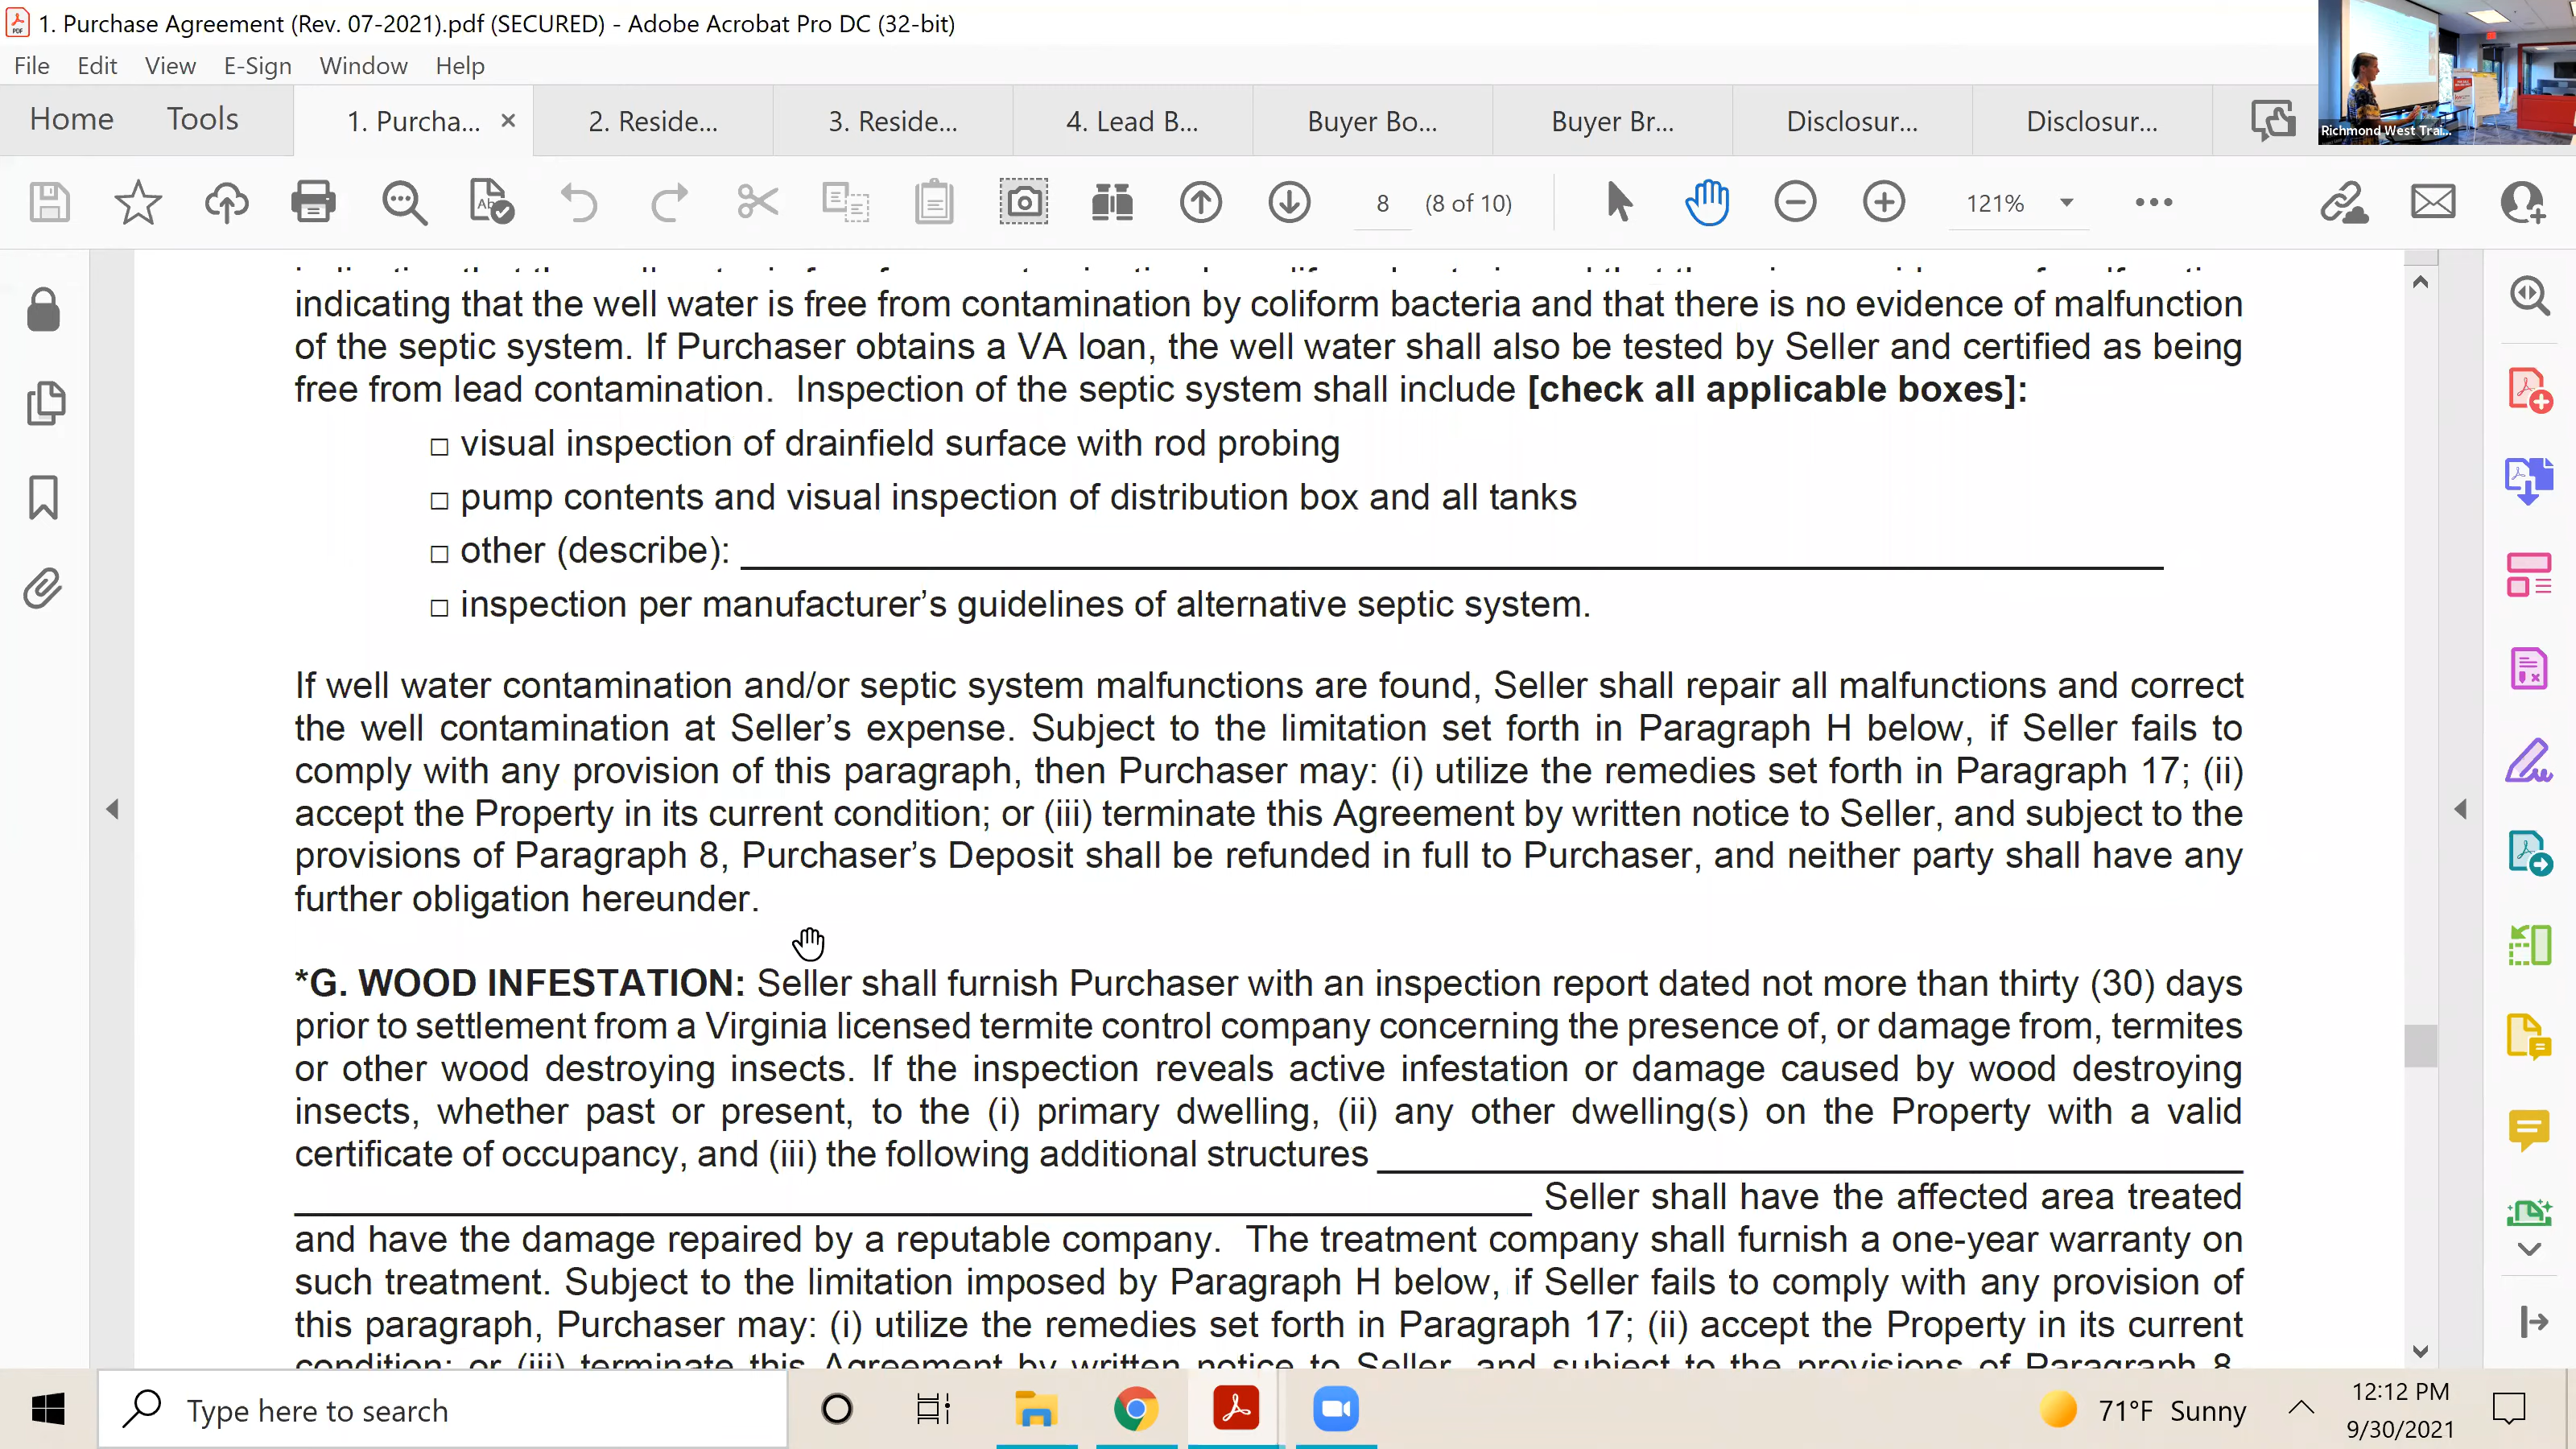 1. Purchase Agreement (Rev. 07-2021).pdf (SECURED) - Adobe Acrobat Pro DC (32-bit)
File Edit View E-Sign Window Help
Home Tools 1. Purcha... × 2. Reside... 3. Reside... 4. Lead B... Buyer Bo... Buyer Br... Disclosur... Disclosur...
Richmond West Trai...
8 (8 of 10) 121%
indicating that the well water is free from contamination by coliform bacteria and that there is no evidence of malfunction
of the septic system. If Purchaser obtains a VA loan, the well water shall also be tested by Seller and certified as being
free from lead contamination. Inspection of the septic system shall include [check all applicable boxes]:
□ visual inspection of drainfield surface with rod probing
□ pump contents and visual inspection of distribution box and all tanks
□ other (describe):
□ inspection per manufacturer’s guidelines of alternative septic system.
If well water contamination and/or septic system malfunctions are found, Seller shall repair all malfunctions and correct
the well contamination at Seller’s expense. Subject to the limitation set forth in Paragraph H below, if Seller fails to
comply with any provision of this paragraph, then Purchaser may: (i) utilize the remedies set forth in Paragraph 17; (ii)
accept the Property in its current condition; or (iii) terminate this Agreement by written notice to Seller, and subject to the
provisions of Paragraph 8, Purchaser’s Deposit shall be refunded in full to Purchaser, and neither party shall have any
further obligation hereunder.
*G. WOOD INFESTATION: Seller shall furnish Purchaser with an inspection report dated not more than thirty (30) days
prior to settlement from a Virginia licensed termite control company concerning the presence of, or damage from, termites
or other wood destroying insects. If the inspection reveals active infestation or damage caused by wood destroying
insects, whether past or present, to the (i) primary dwelling, (ii) any other dwelling(s) on the Property with a valid
certificate of occupancy, and (iii) the following additional structures
Seller shall have the affected area treated
and have the damage repaired by a reputable company. The treatment company shall furnish a one-year warranty on
such treatment. Subject to the limitation imposed by Paragraph H below, if Seller fails to comply with any provision of
this paragraph, Purchaser may: (i) utilize the remedies set forth in Paragraph 17; (ii) accept the Property in its current
condition; or (iii) terminate this Agreement by written notice to Seller, and subject to the provisions of Paragraph 8,
Type here to search
71°F Sunny
12:12 PM
9/30/2021